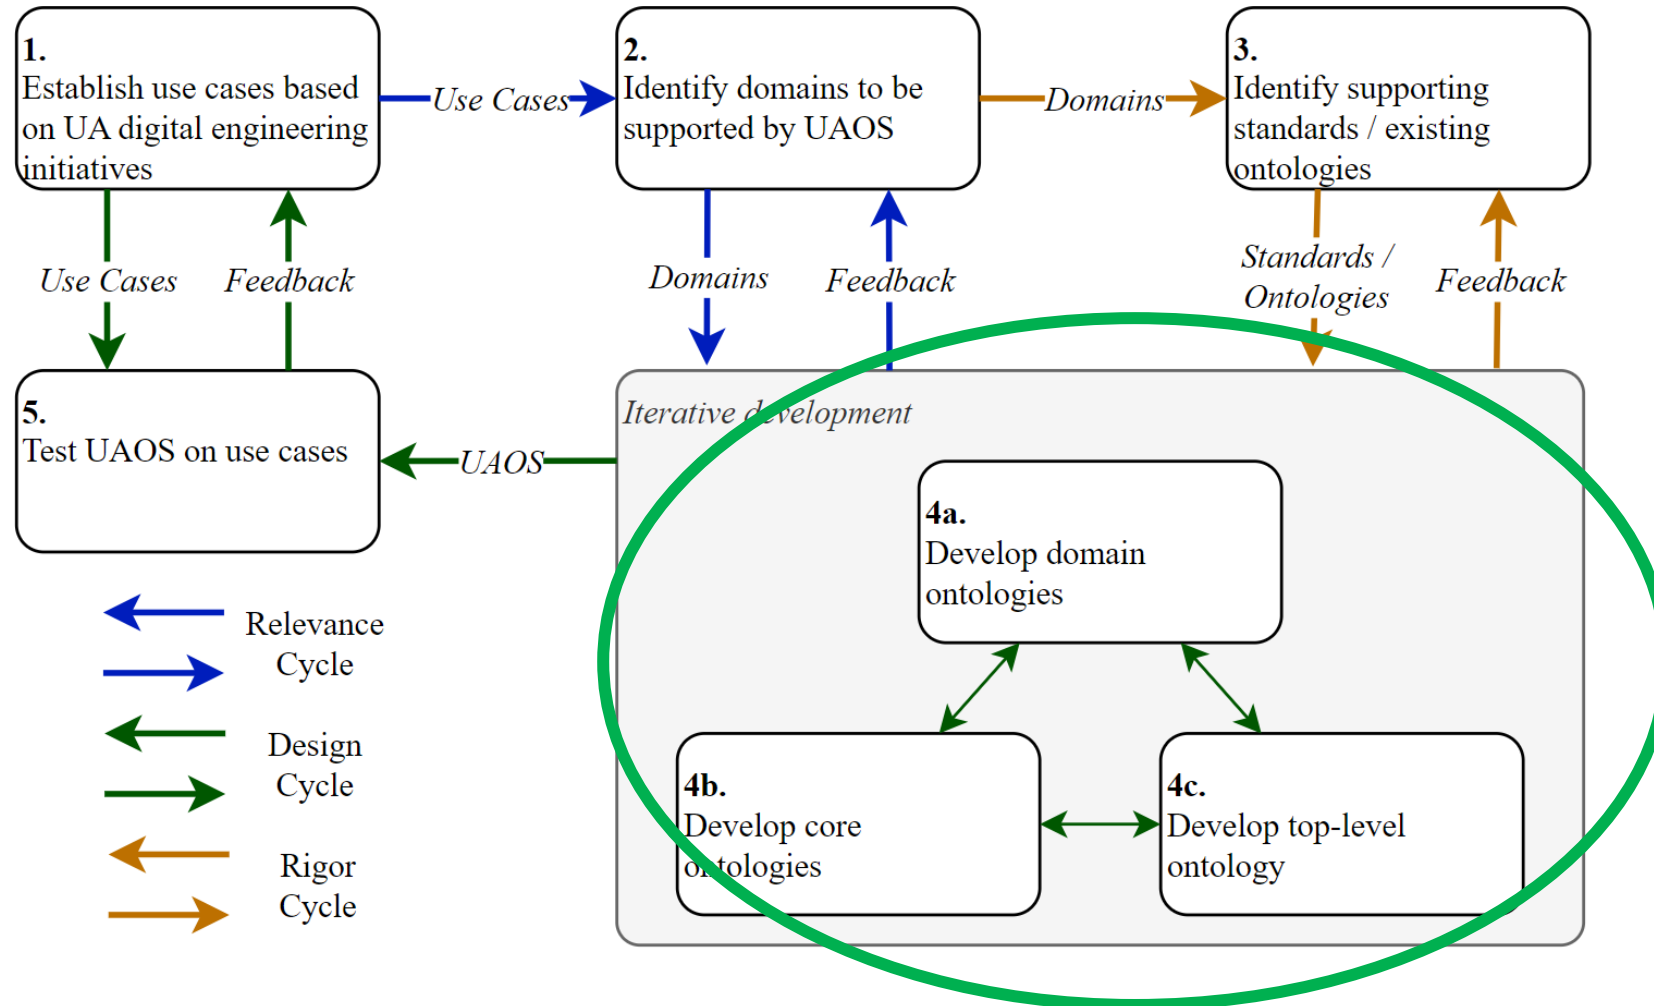 1.
Establish use cases based
on UA digital engineering
initiatives
Use Cases
2.
Identify domains to be
supported by UAOS
Domains
3.
Identify supporting
standards / existing
ontologies
Use Cases
Feedback
Domains
Feedback
Standards /
Ontologies
Feedback
5.
Test UAOS on use cases
UAOS
Iterative development
4a.
Develop domain
ontologies
4b.
Develop core
ontologies
4c.
Develop top-level
ontology
Relevance
Cycle
Design
Cycle
Rigor
Cycle